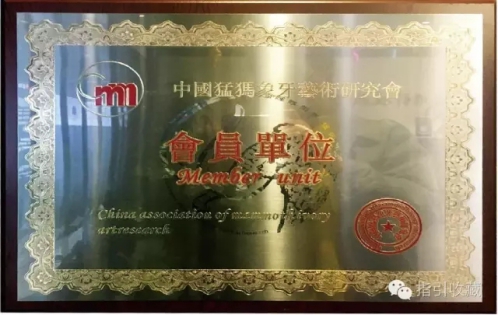 中國猛獁象牙藝術研究會
會員單位
Member unit
China association of mammoth ivory
artresearch
指引收藏